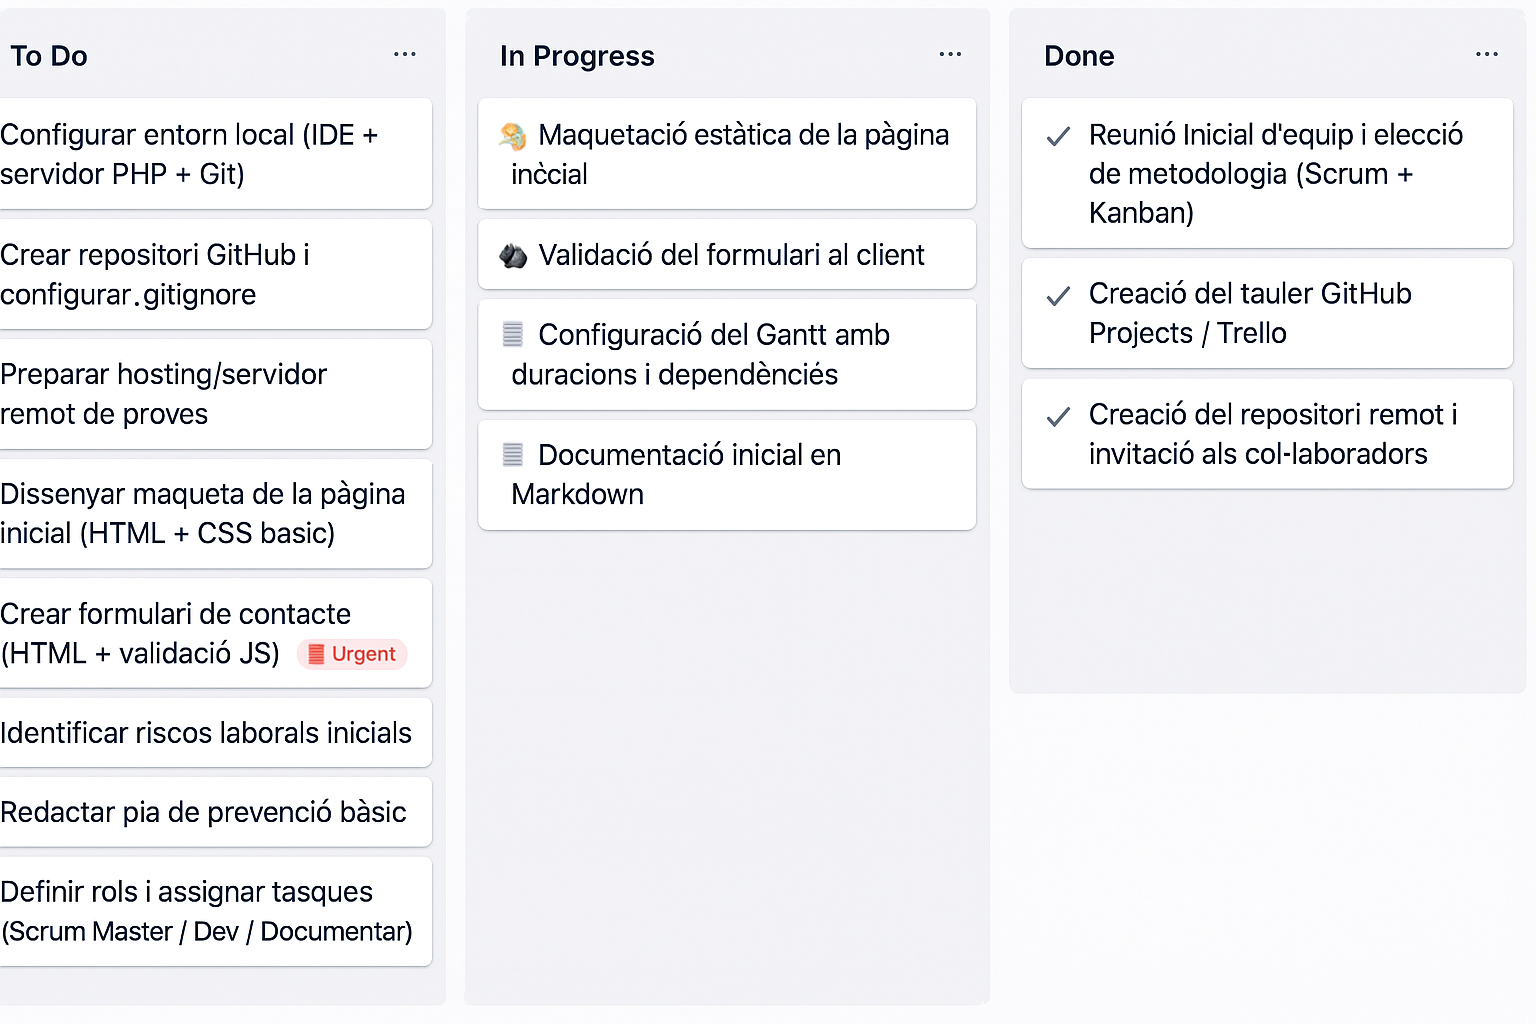 To Do
Configurar entorn local (IDE +
servidor PHP + Git)
Crear repositori GitHub i
configurar.gitignore
Preparar hosting/servidor
remot de proves
Dissenyar maqueta de la pàgina
inicial (HTML + CSS basic)
Crear formulari de contacte
(HTML + validació JS) Urgent
Identificar riscos laborals inicials
Redactar pia de prevenció bàsic
Definir rols i assignar tasques
(Scrum Master / Dev / Documentar)
In Progress
Maquetació estàtica de la pàgina
incċial
Validació del formulari al client
Configuració del Gantt amb
duracions i dependènciés
Documentació inicial en
Markdown
Done
Reunió Inicial d'equip i elecció
de metodologia (Scrum +
Kanban)
Creació del tauler GitHub
Projects / Trello
Creació del repositori remot i
invitació als col·laboradors